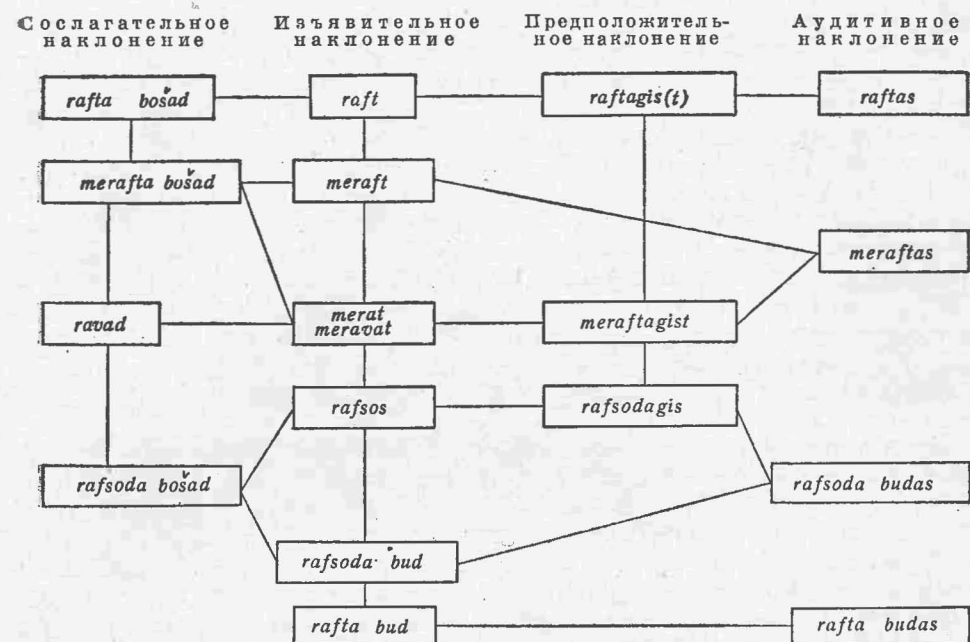 Сослагательное наклонение
Изъявительное наклонение
Предположитель-
ное наклонение
Аудитивное наклонение
rafta bošad
raft
raftagis(t)
raftas
merafta bošad
meraft
meraftas
ravad
merat
meravat
meraftagist
rafsos
rafsodagis
rafsoda bošad
rafsoda budas
rafsoda bud
rafta bud
rafta budas